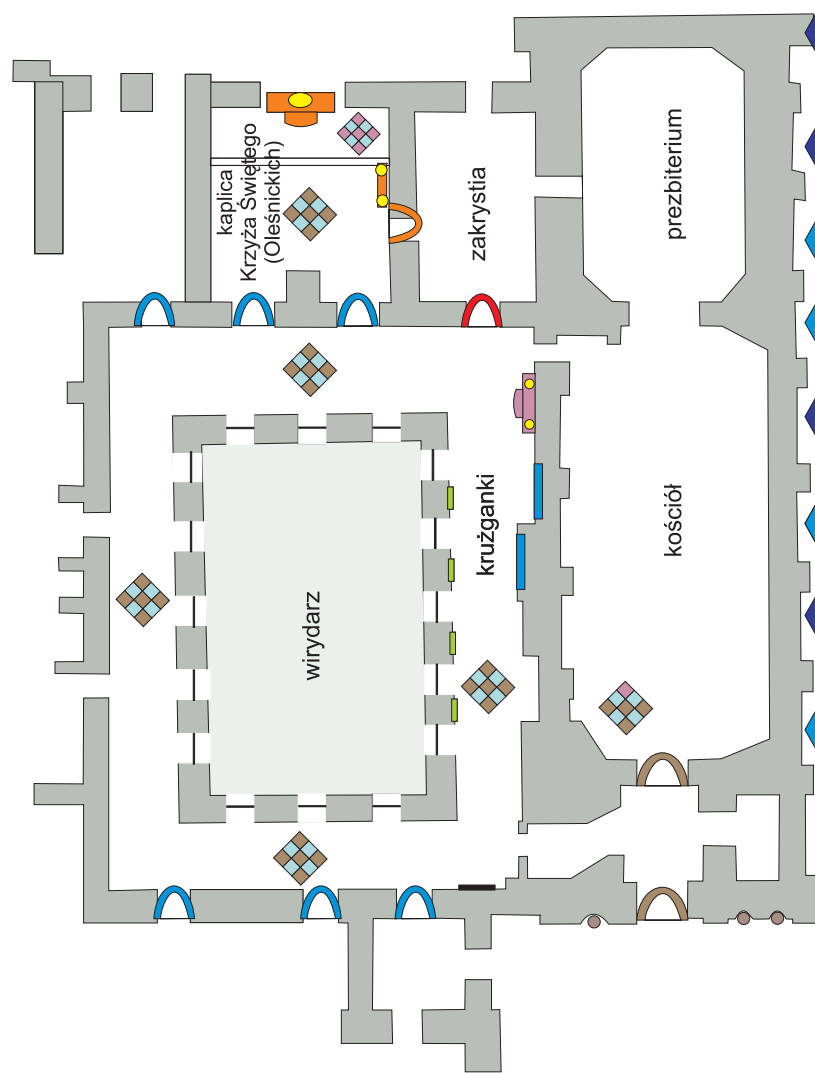 kaplica
Krzyża Świętego
(Oleśnickich)
zakrystia
prezbiterium
krużganki
kościół
wirydarz